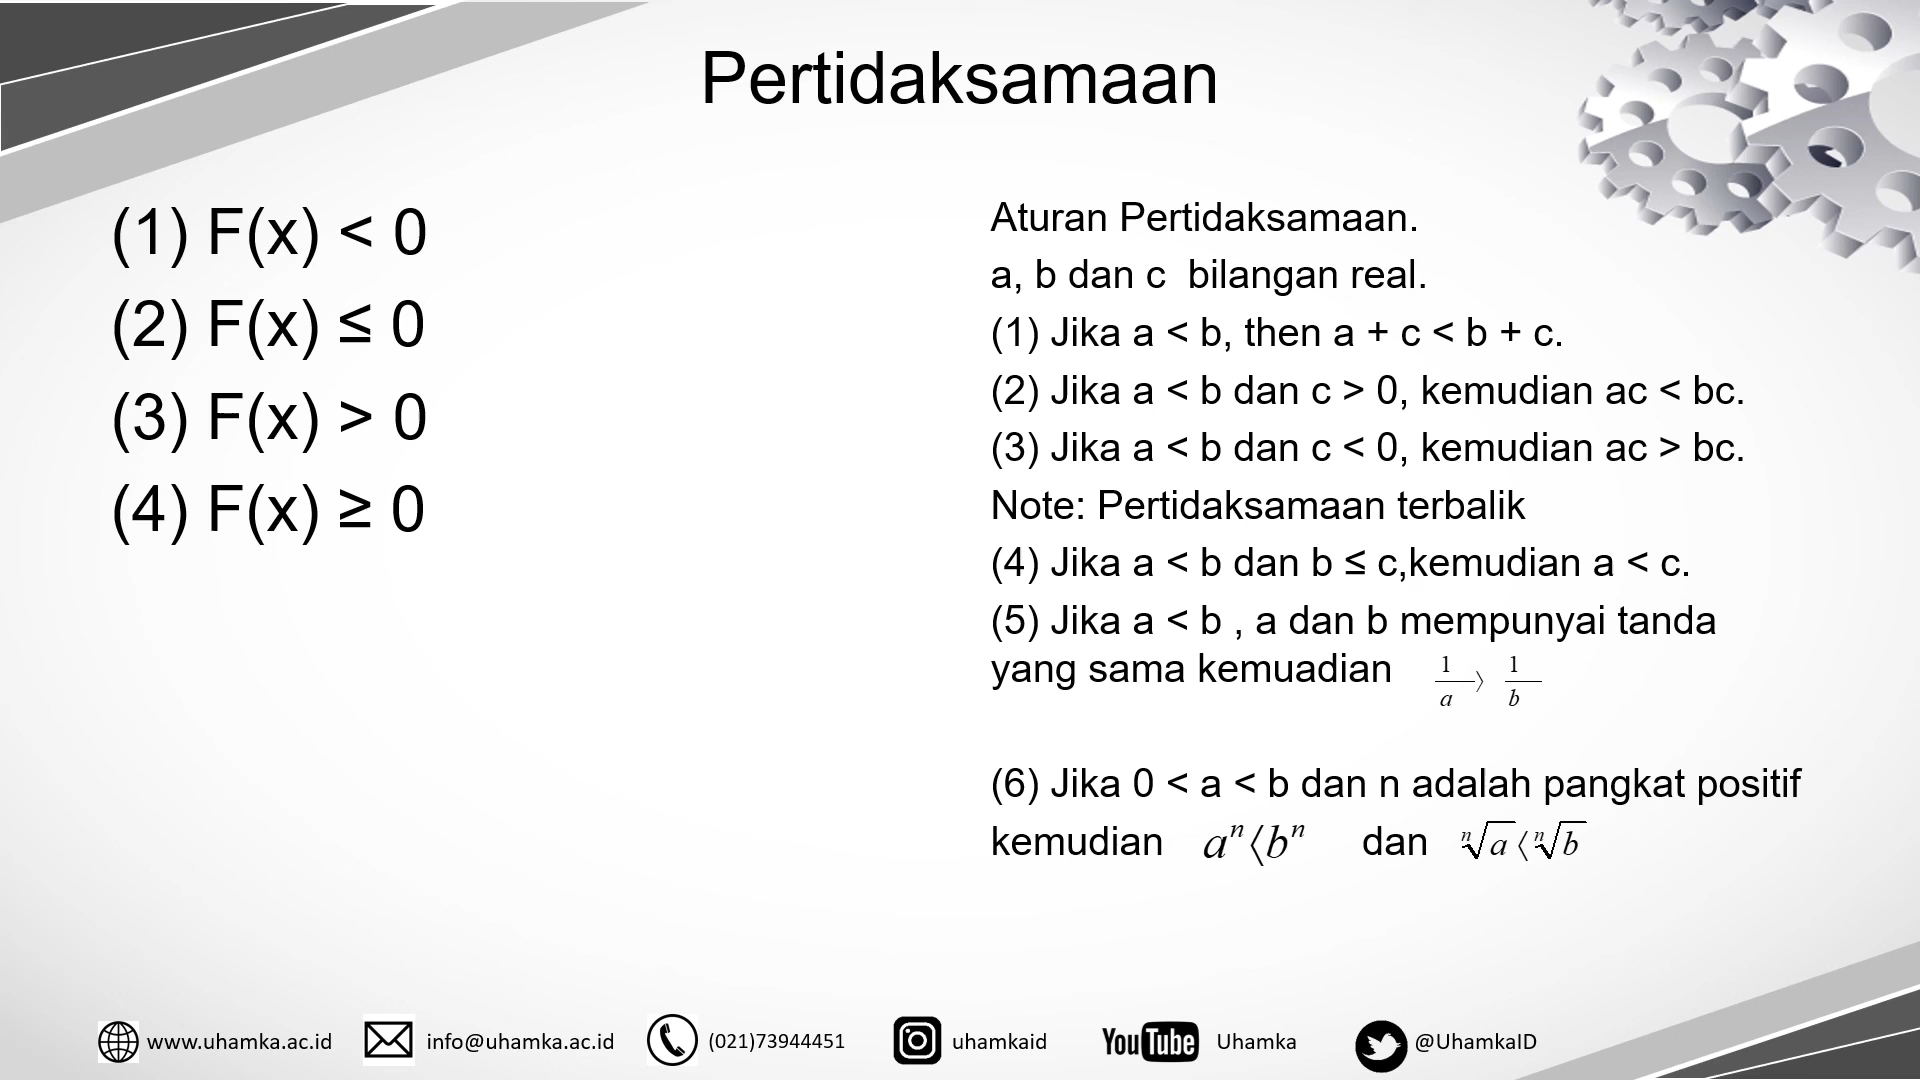 Pertidaksamaan
(1) F(x) < 0
(2) F(x) ≤ 0
(3) F(x) > 0
(4) F(x) ≥ 0
Aturan Pertidaksamaan.
a, b dan c  bilangan real.
(1) Jika a < b, then a + c < b + c.
(2) Jika a < b dan c > 0, kemudian ac < bc.
(3) Jika a < b dan c < 0, kemudian ac > bc.
Note: Pertidaksamaan terbalik
(4) Jika a < b dan b ≤ c,kemudian a < c.
(5) Jika a < b , a dan b mempunyai tanda
yang sama kemuadian 1/a 〉 1/b
(6) Jika 0 < a < b dan n adalah pangkat positif
kemudian aⁿ〈bⁿ dan ⁿ√a〈ⁿ√b
www.uhamka.ac.id info@uhamka.ac.id (021)73944451 uhamkaid YouTube Uhamka @UhamkaID